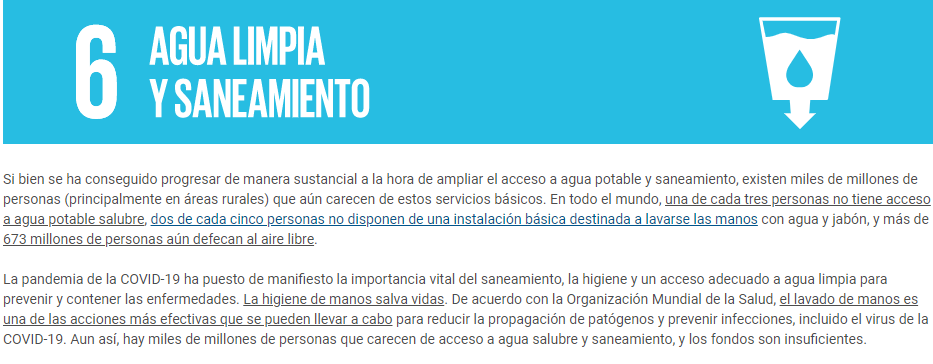 6 AGUA LIMPIA
Y SANEAMIENTO
Si bien se ha conseguido progresar de manera sustancial a la hora de ampliar el acceso a agua potable y saneamiento, existen miles de millones de
personas (principalmente en áreas rurales) que aún carecen de estos servicios básicos. En todo el mundo, una de cada tres personas no tiene acceso
a agua potable salubre, dos de cada cinco personas no disponen de una instalación básica destinada a lavarse las manos con agua y jabón, y más de
673 millones de personas aún defecan al aire libre.
La pandemia de la COVID-19 ha puesto de manifiesto la importancia vital del saneamiento, la higiene y un acceso adecuado a agua limpia para
prevenir y contener las enfermedades. La higiene de manos salva vidas. De acuerdo con la Organización Mundial de la Salud, el lavado de manos es
una de las acciones más efectivas que se pueden llevar a cabo para reducir la propagación de patógenos y prevenir infecciones, incluido el virus de la
COVID-19. Aun así, hay miles de millones de personas que carecen de acceso a agua salubre y saneamiento, y los fondos son insuficientes.